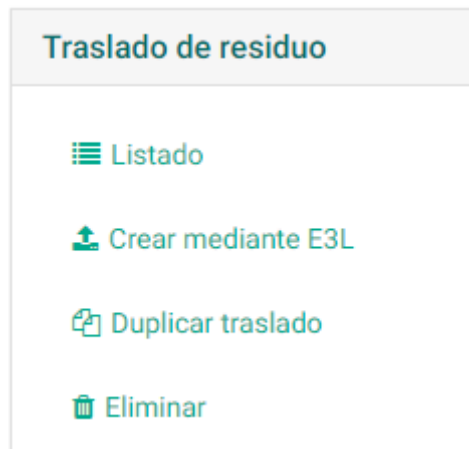 Traslado de residuo
Listado
Crear mediante E3L
Duplicar traslado
Eliminar